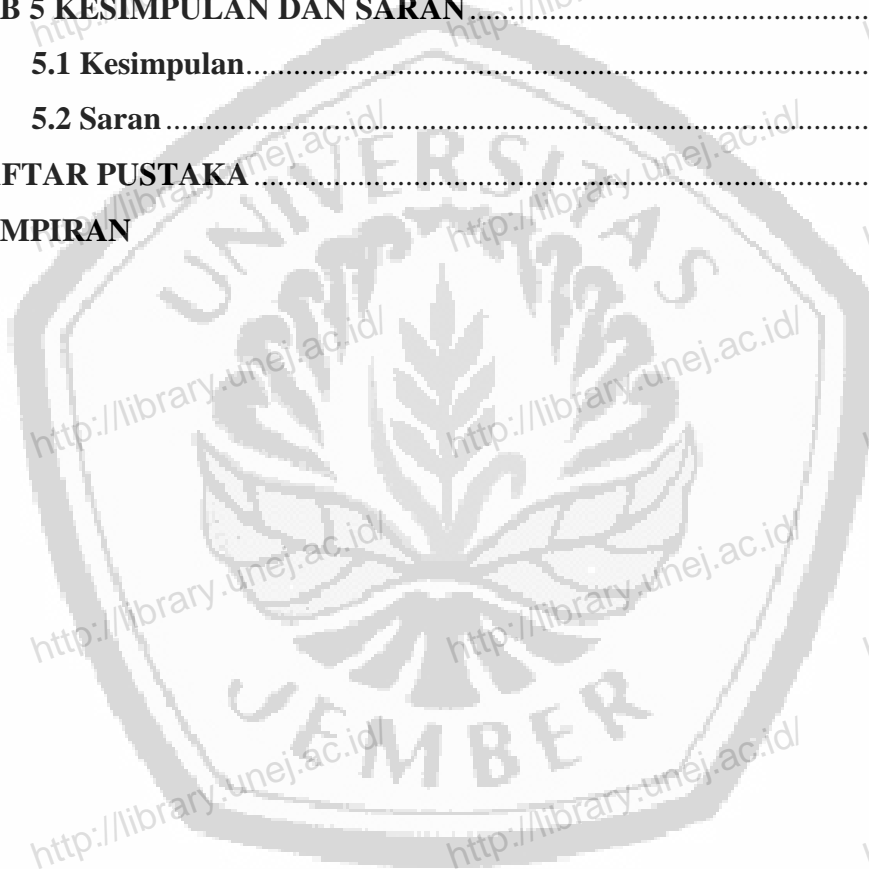 B 5 KESIMPULAN DAN SARAN........................................................
5.1 Kesimpulan................................................................................
5.2 Saran..........................................................................................
FTAR PUSTAKA................................................................................
MPIRAN
UNIVERSITAS
JEMBER
http://library.unej.ac.id/
http://library.unej.ac.id/
http://library.unej.ac.id/
http://library.unej.ac.id/
http://library.unej.ac.id/
http://library.unej.ac.id/
http://library.unej.ac.id/
http://library.unej.ac.id/